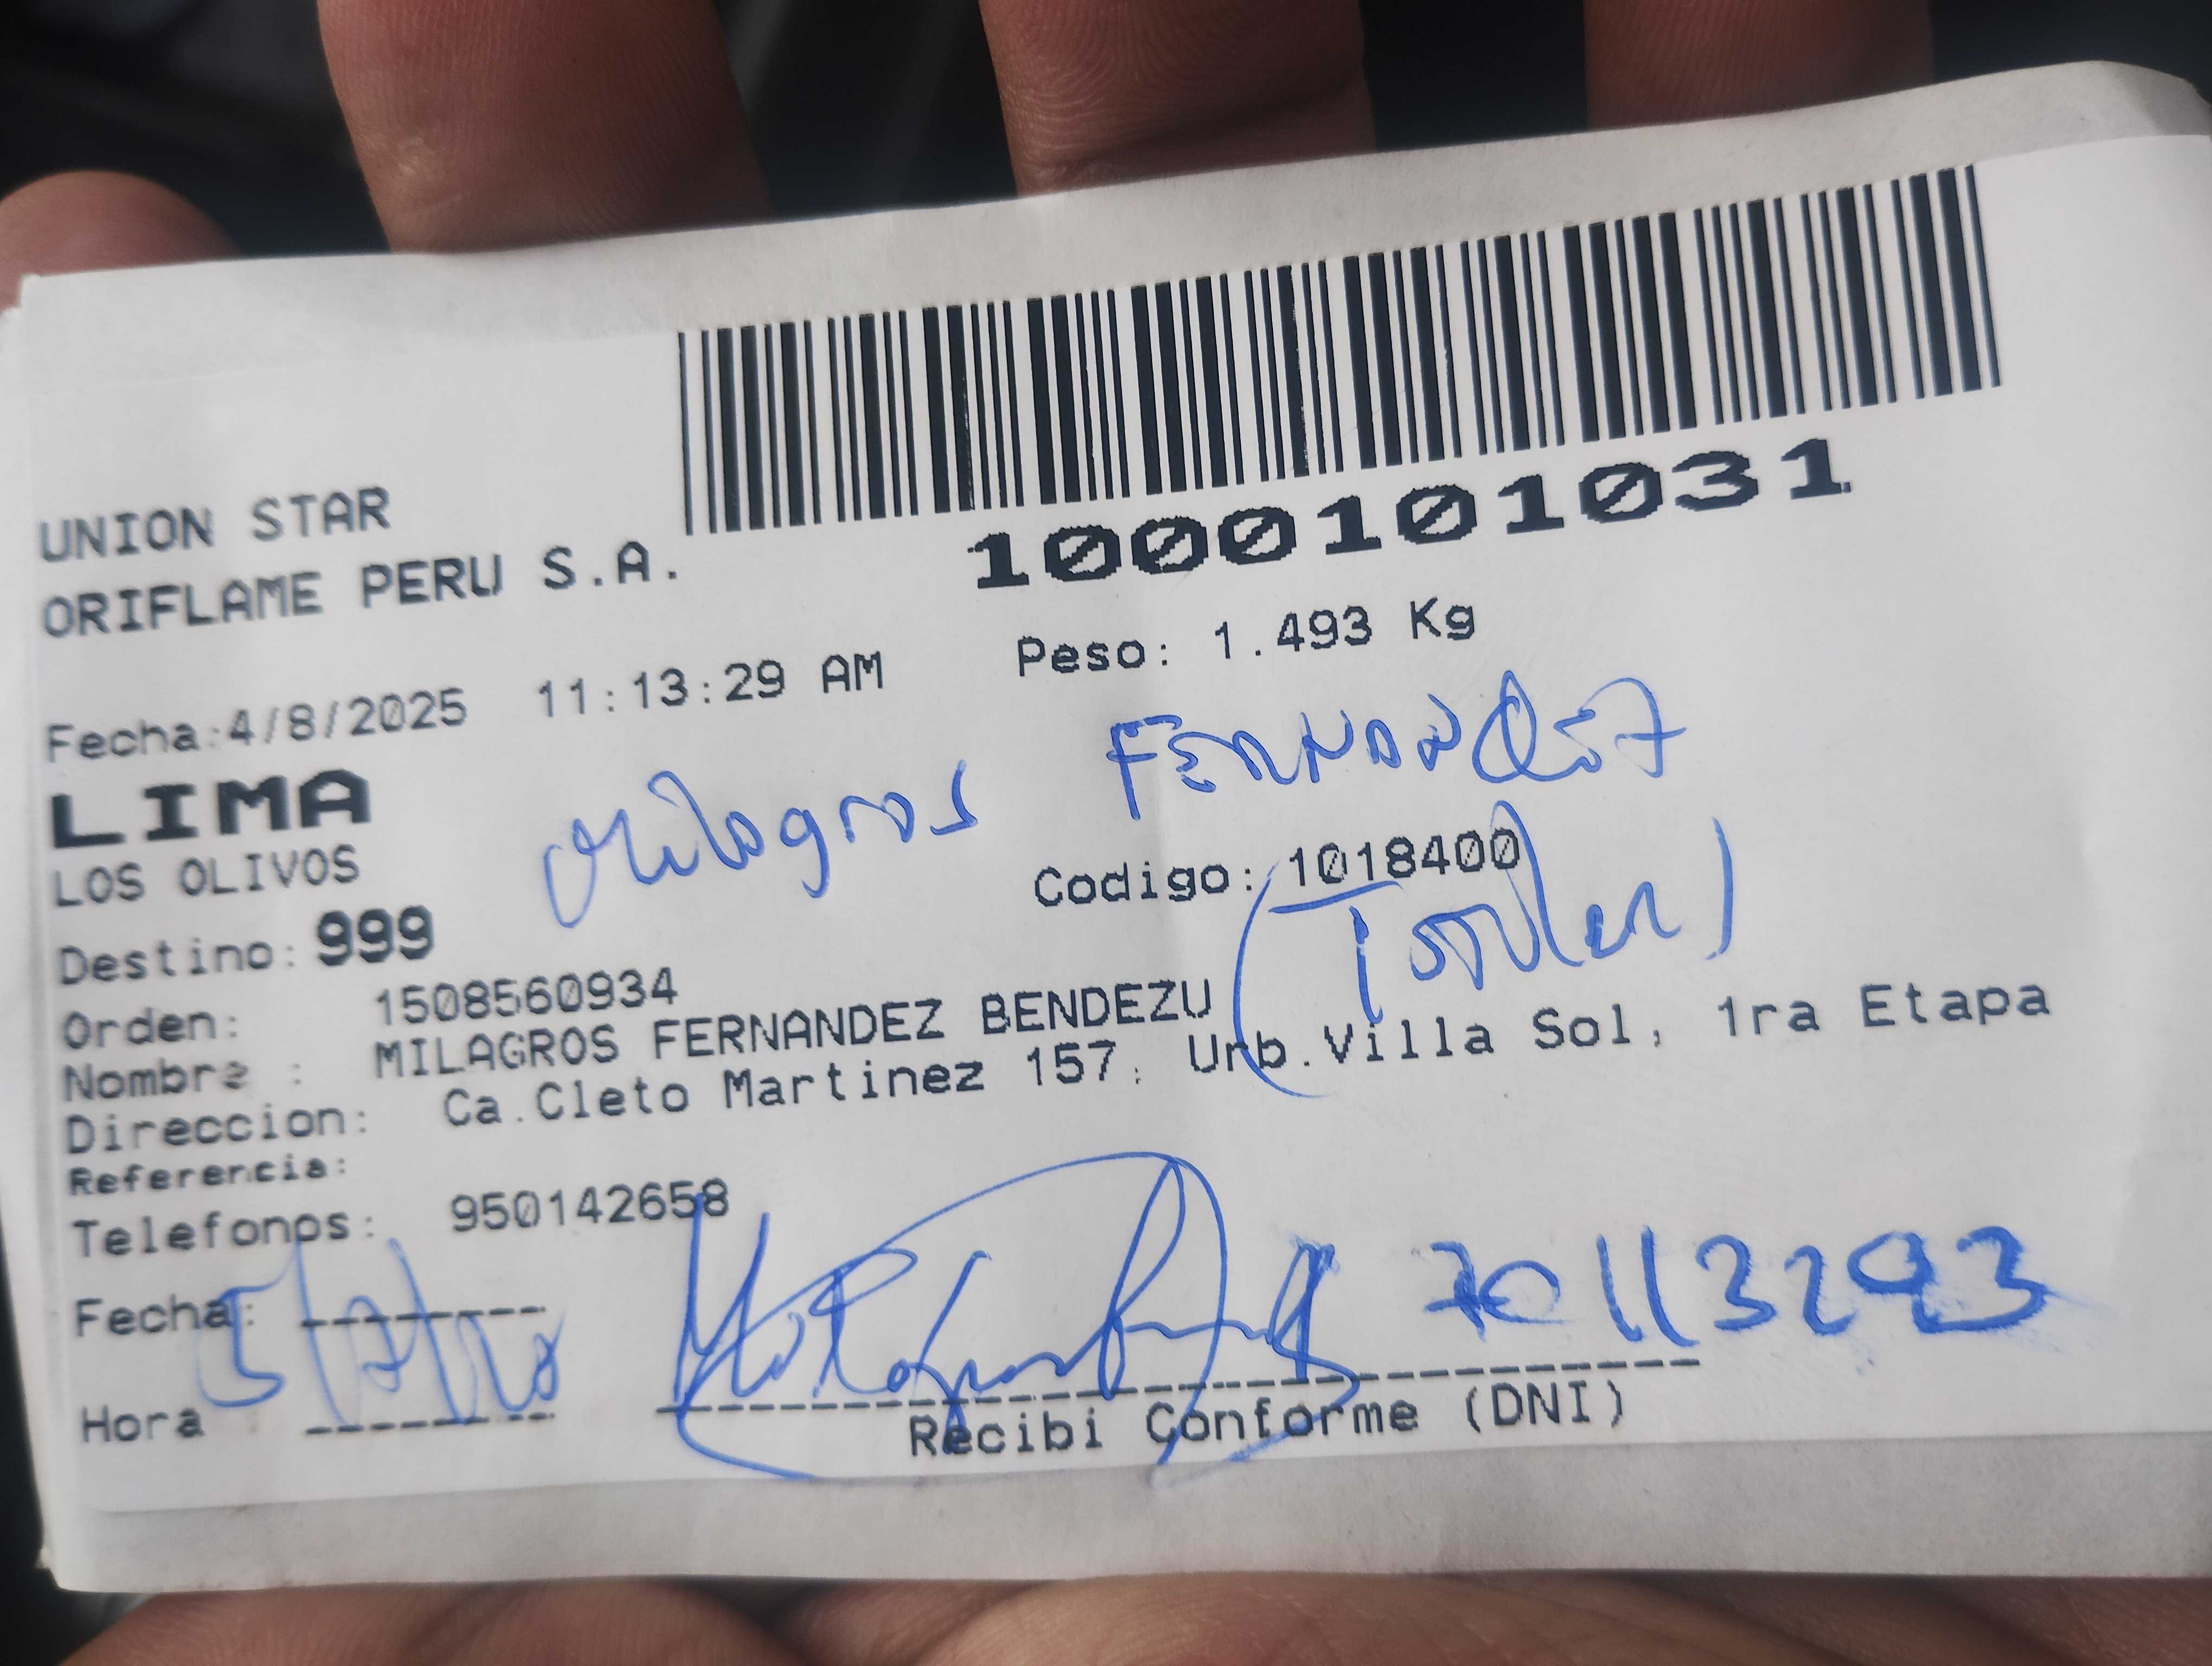 1000101031
UNION STAR
ORIFLAME PERU S.A.
Peso: 1.493 Kg
Fecha:4/8/2025 11:13:29 AM
LIMA
Milagros FERNANDEZ
LOS OLIVOS
Codigo: 1018400
Destino: 999
(Titular)
Orden: 1508560934
Nombre : MILAGROS FERNANDEZ BENDEZU
Direccion: Ca.Cleto Martinez 157, Urb.Villa Sol, 1ra Etapa
Referencia:
Telefonos: 950142658
70113293
Fecha:
Hora :
Recibi Conforme (DNI)